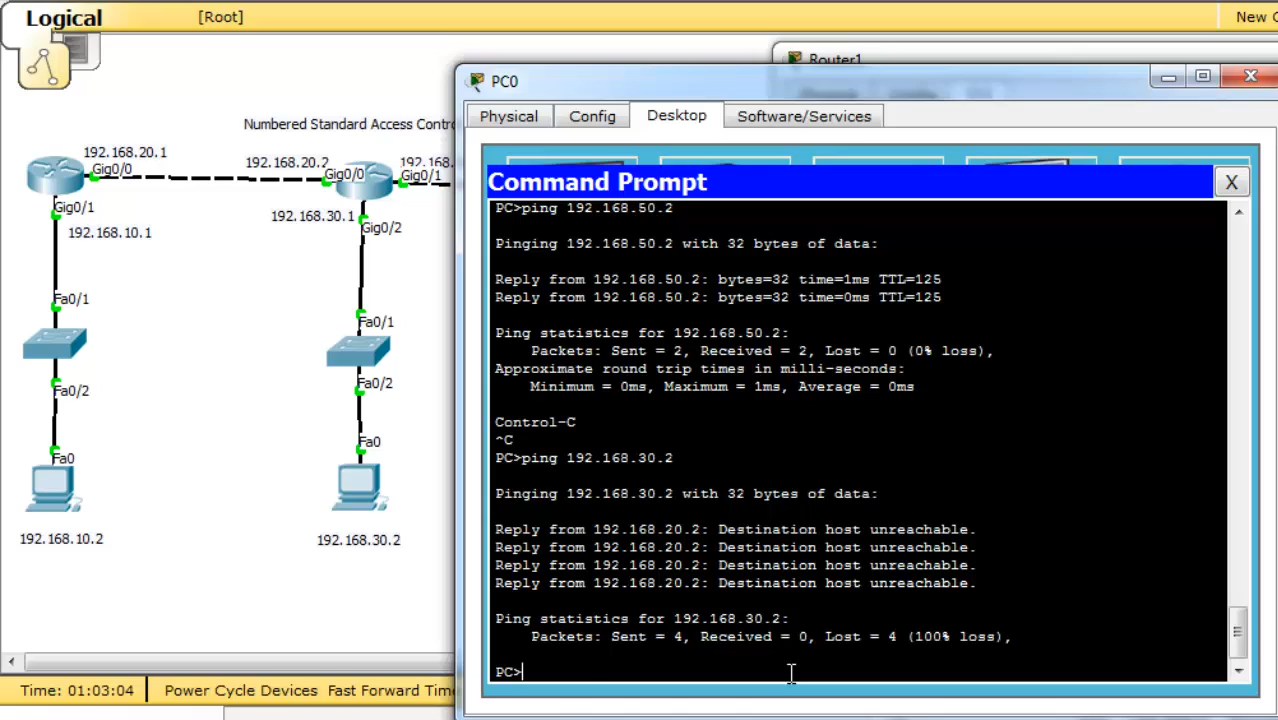 Logical
[Root]
New C
Router1
PC0
Physical
Config
Desktop
Software/Services
Numbered Standard Access Contro
192.168.20.1
Gig0/0
192.168.20.2
Gig0/0
192.168.
Gig0/1
Gig0/1
192.168.10.1
192.168.30.1
Gig0/2
Fa0/1
Fa0/1
Fa0/2
Fa0/2
Fa0
Fa0
192.168.10.2
192.168.30.2
Command Prompt
X
PC>ping 192.168.50.2
Pinging 192.168.50.2 with 32 bytes of data:
Reply from 192.168.50.2: bytes=32 time=1ms TTL=125
Reply from 192.168.50.2: bytes=32 time=0ms TTL=125
Ping statistics for 192.168.50.2:
Packets: Sent = 2, Received = 2, Lost = 0 (0% loss),
Approximate round trip times in milli-seconds:
Minimum = 0ms, Maximum = 1ms, Average = 0ms
Control-C
^C
PC>ping 192.168.30.2
Pinging 192.168.30.2 with 32 bytes of data:
Reply from 192.168.20.2: Destination host unreachable.
Reply from 192.168.20.2: Destination host unreachable.
Reply from 192.168.20.2: Destination host unreachable.
Reply from 192.168.20.2: Destination host unreachable.
Ping statistics for 192.168.30.2:
Packets: Sent = 4, Received = 0, Lost = 4 (100% loss),
PC>
Time: 01:03:04
Power Cycle Devices Fast Forward Tim